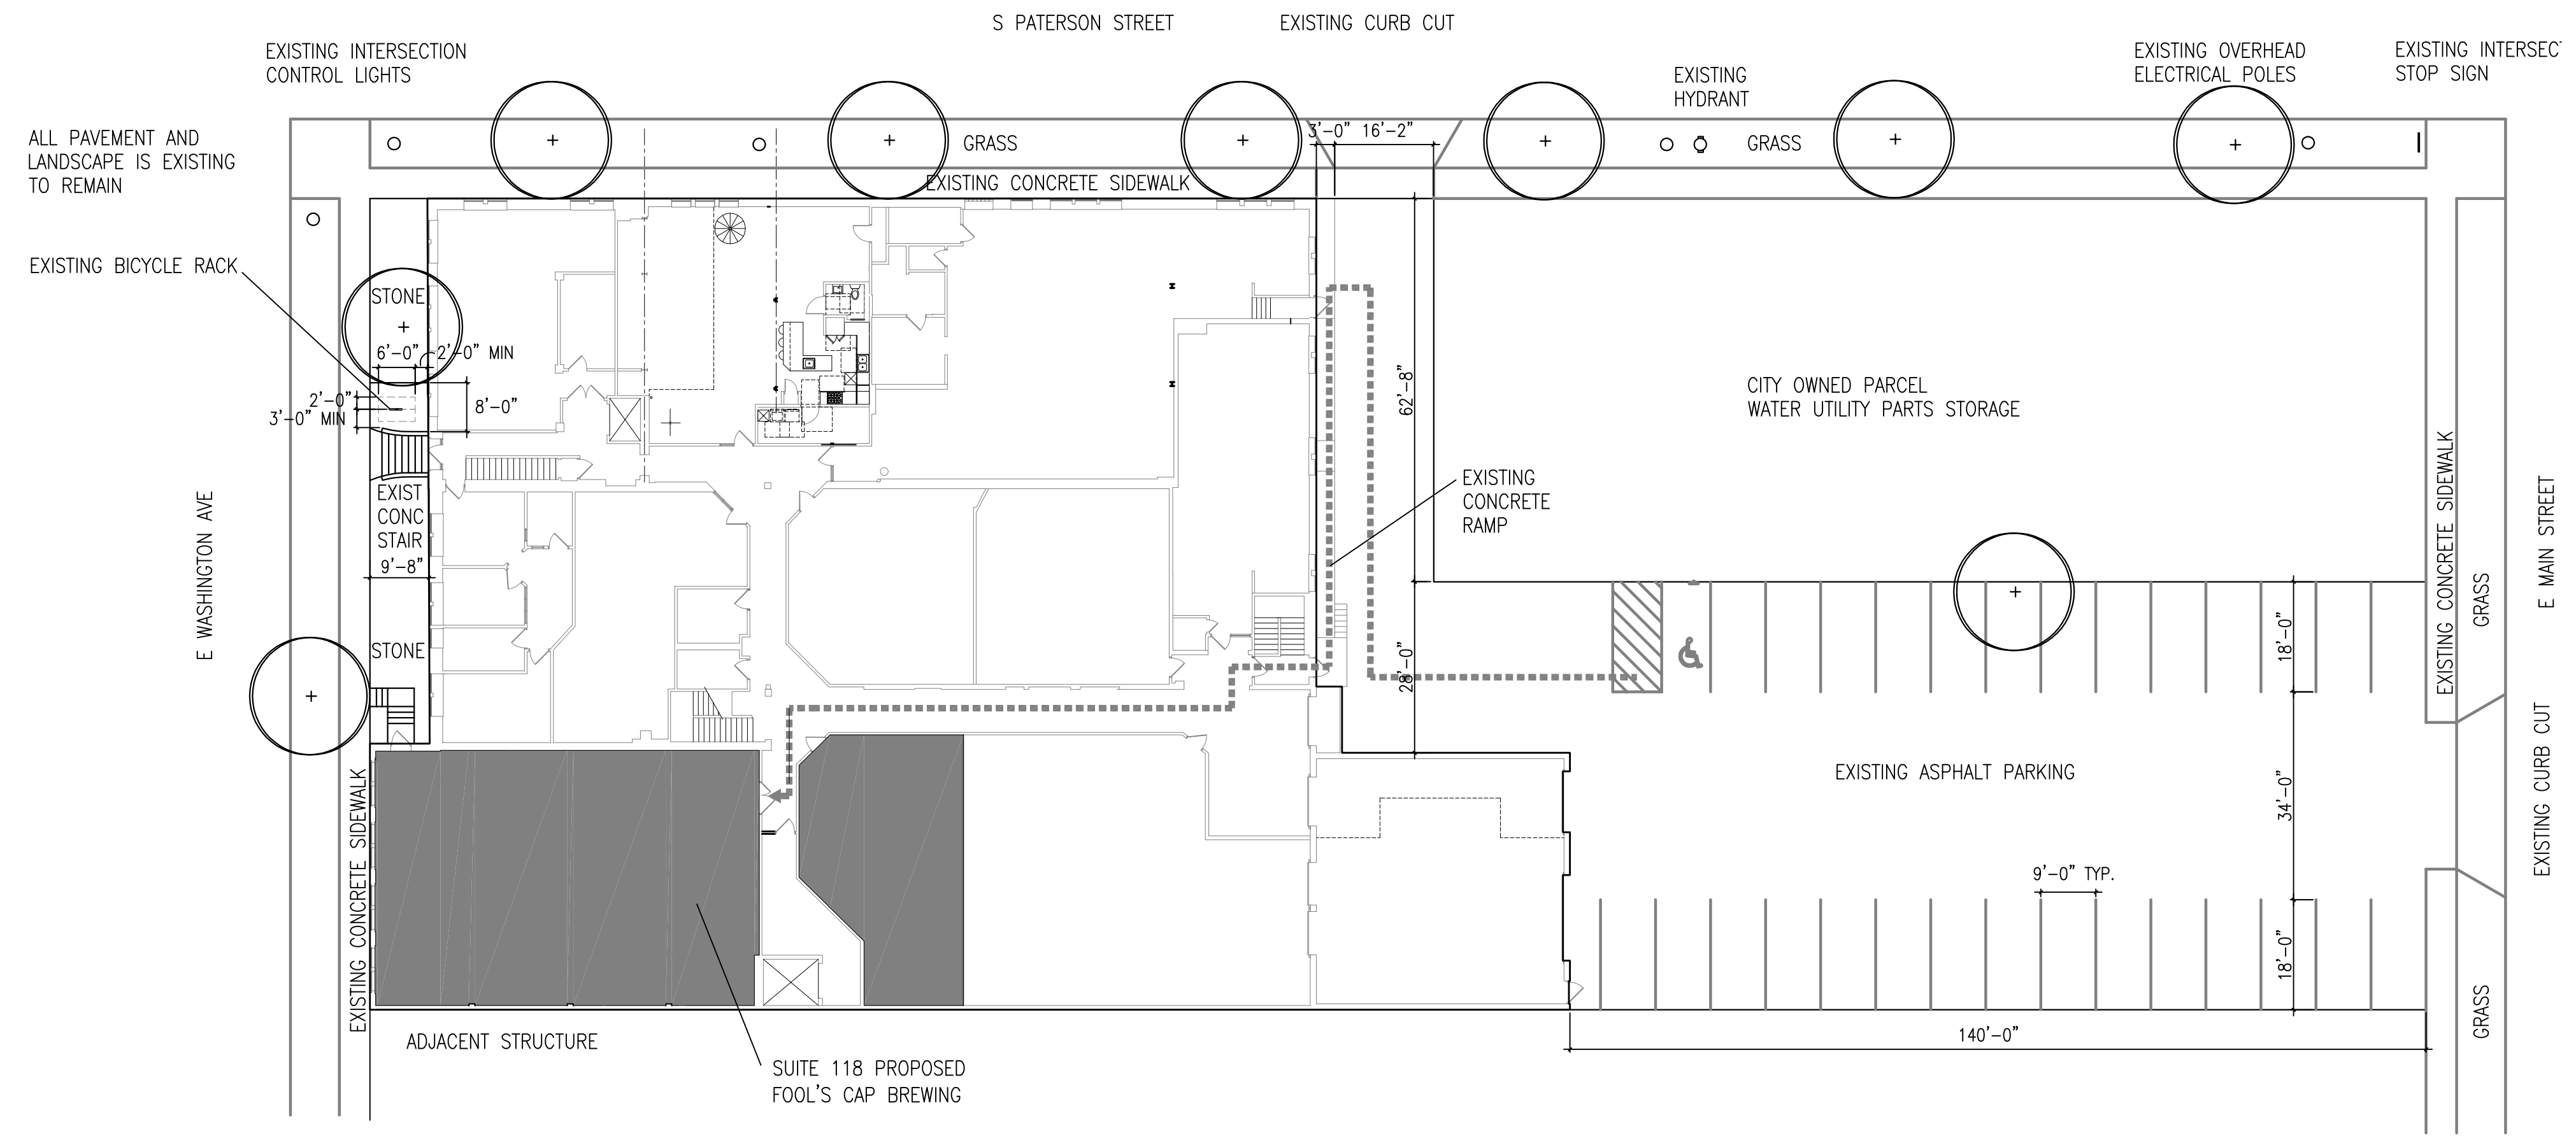 S PATERSON STREET
EXISTING CURB CUT
EXISTING INTERSECTION
CONTROL LIGHTS
EXISTING OVERHEAD
ELECTRICAL POLES
EXISTING INTERSEC
STOP SIGN
EXISTING
HYDRANT
ALL PAVEMENT AND
LANDSCAPE IS EXISTING
TO REMAIN
GRASS
3'-0" 16'-2"
GRASS
EXISTING CONCRETE SIDEWALK
EXISTING BICYCLE RACK
STONE
6'-0"
2'-0" MIN
2'-0"
3'-0" MIN
8'-0"
62'-8"
CITY OWNED PARCEL
WATER UTILITY PARTS STORAGE
EXISTING
CONCRETE
RAMP
EXIST
CONC
STAIR
9'-8"
E WASHINGTON AVE
STONE
28'-0"
18'-0"
EXISTING CONCRETE SIDEWALK
GRASS
E MAIN STREET
EXISTING ASPHALT PARKING
34'-0"
EXISTING CURB CUT
9'-0" TYP.
18'-0"
GRASS
EXISTING CONCRETE SIDEWALK
140'-0"
ADJACENT STRUCTURE
SUITE 118 PROPOSED
FOOL'S CAP BREWING